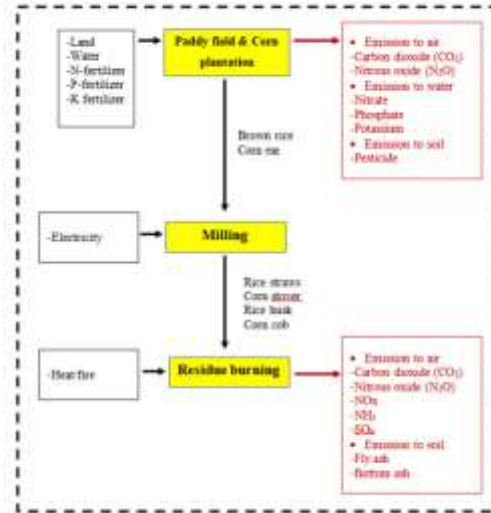 -Land
-Water
-N-fertilizer
-P-fertilizer
-K fertilizer
Paddy field & Corn
plantation
• Emission to air
-Carbon dioxide (CO₂)
-Nitrous oxide (N₂O)
• Emission to water
-Nitrate
-Phosphate
-Potassium
• Emission to soil
-Pesticide
Brown rice
Corn ear
-Electricity
Milling
Rice straws
Corn stover
Rice husk
Corn cob
-Heat/fire
Residue burning
• Emission to air
-Carbon dioxide (CO₂)
-Nitrous oxide (N₂O)
-NOx
-NH₃
-SO₂
• Emission to soil
-Fly ash
-Bottom ash